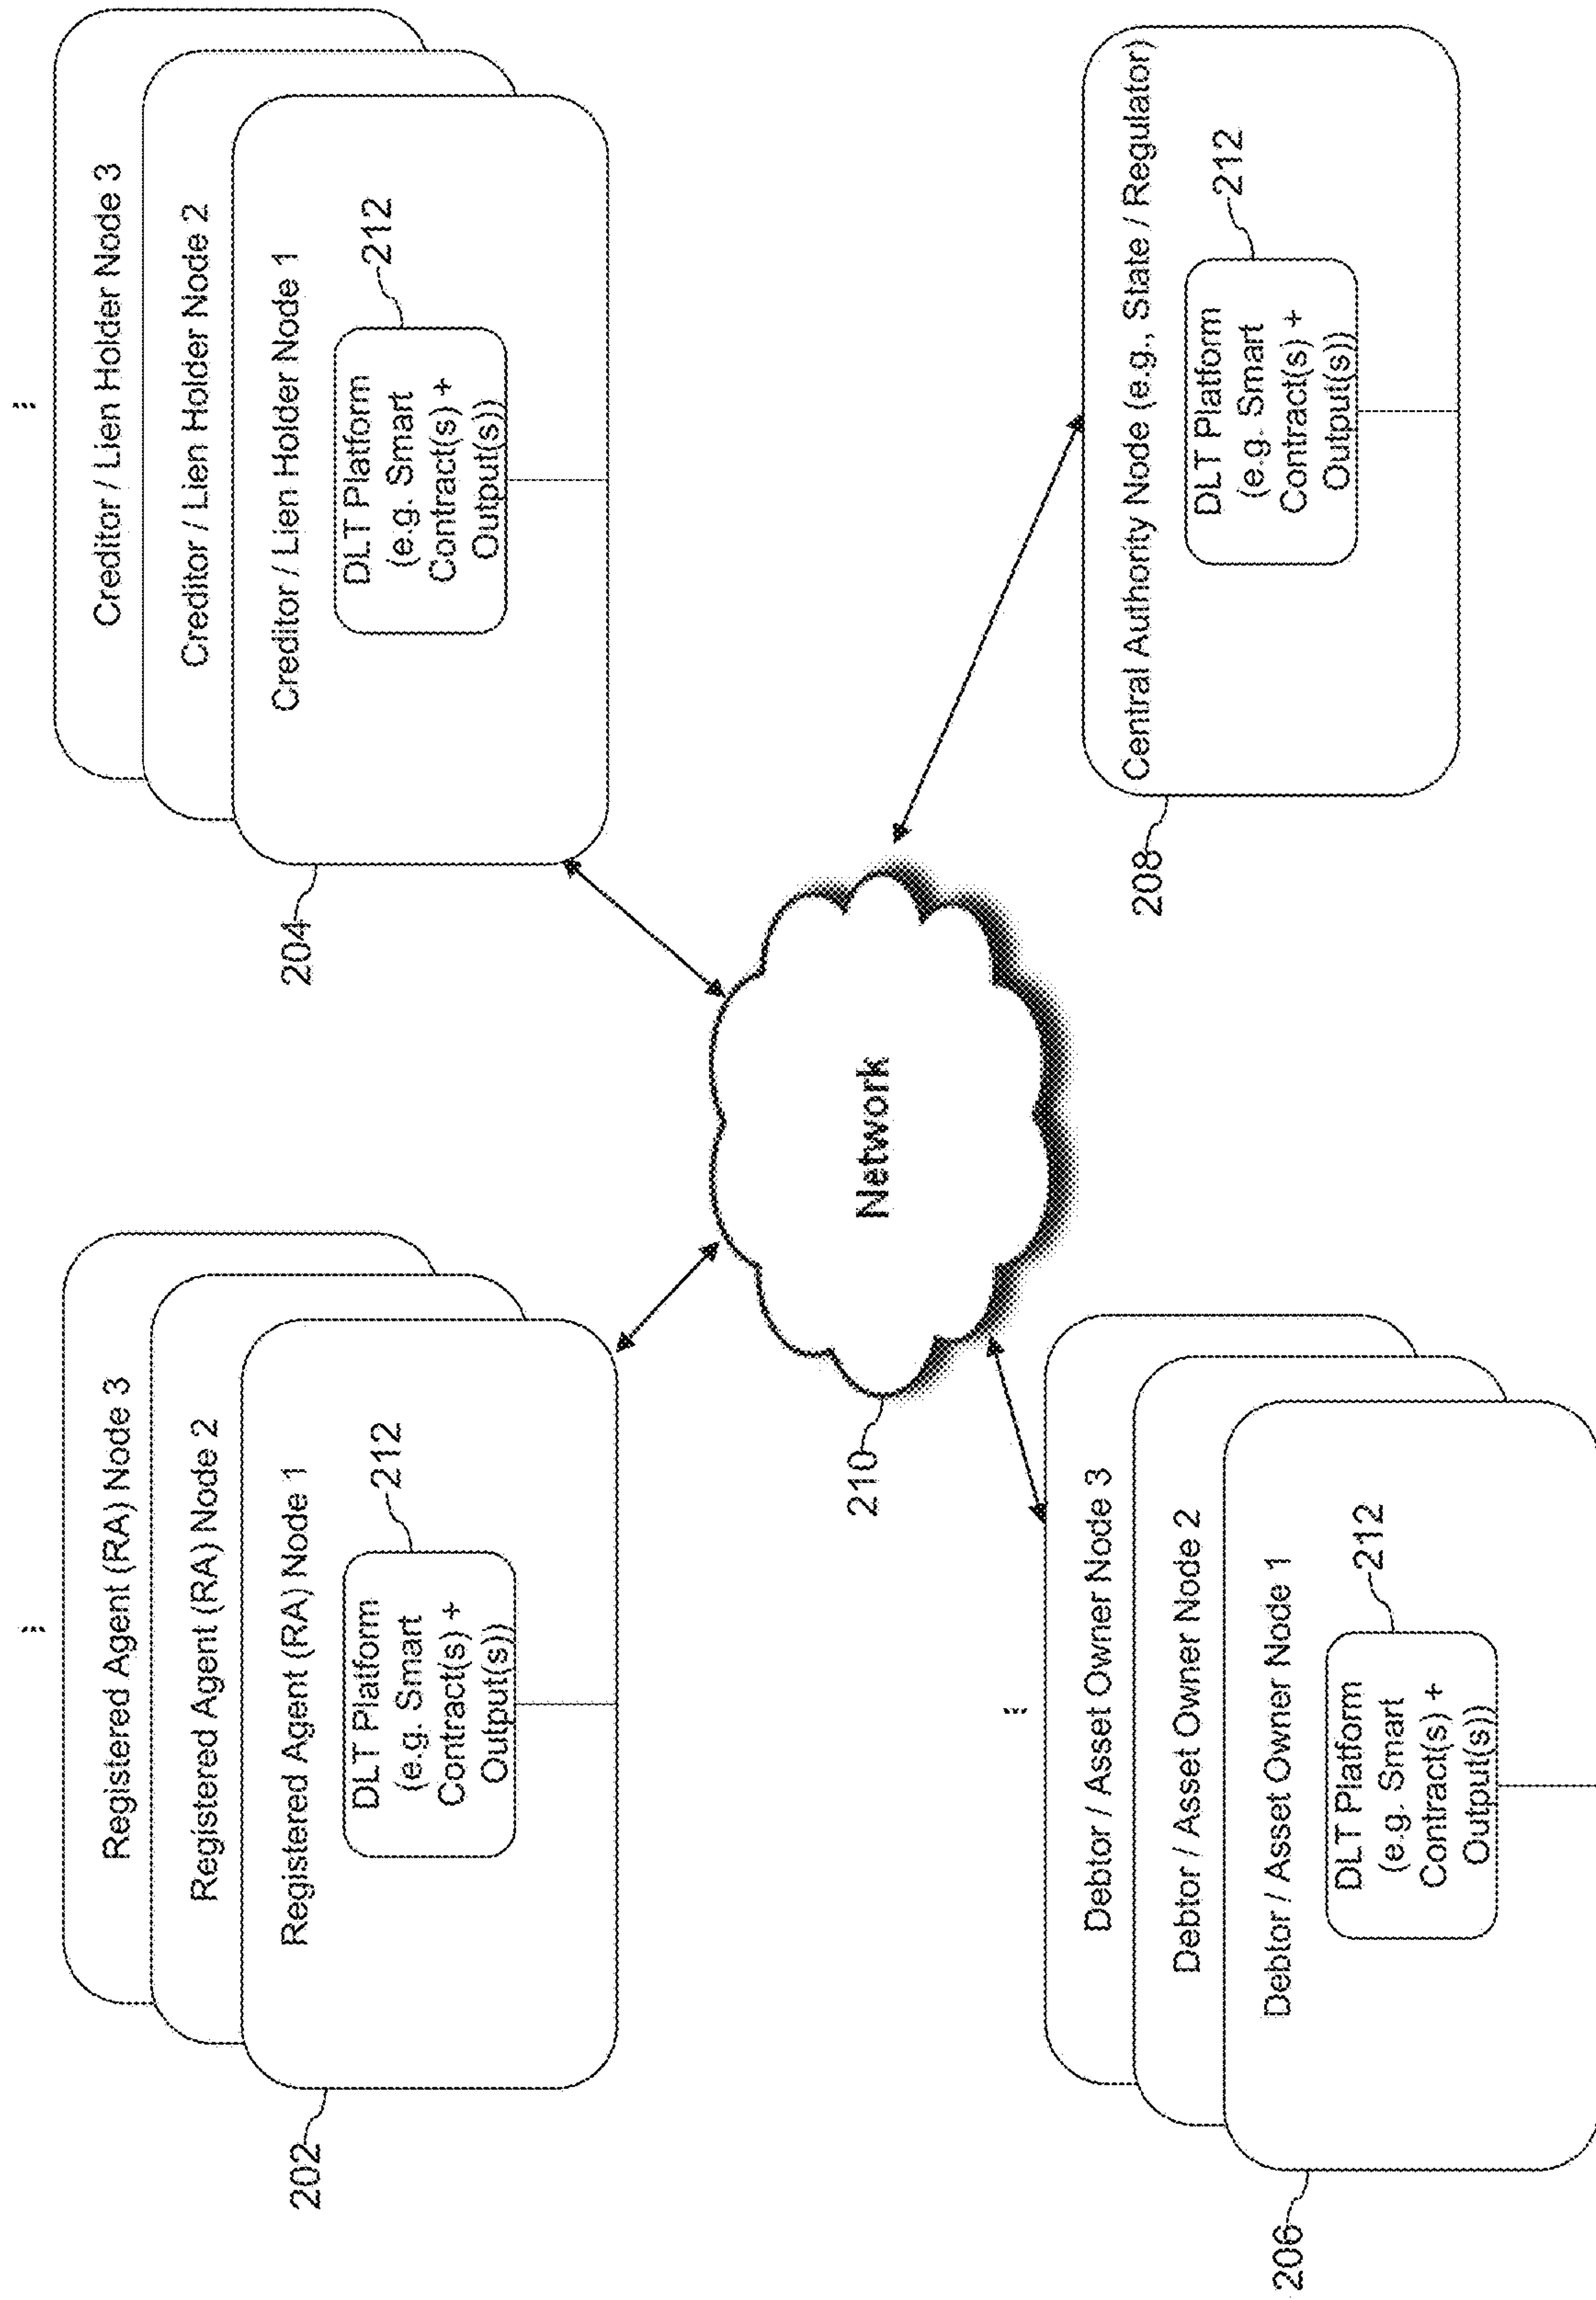 Registered Agent (RA) Node 3
Registered Agent (RA) Node 2
Registered Agent (RA) Node 1
DLT Platform
(e.g. Smart
Contract(s) +
Output(s))
212
202
Creditor / Lien Holder Node 3
Creditor / Lien Holder Node 2
Creditor / Lien Holder Node 1
DLT Platform
(e.g. Smart
Contract(s) +
Output(s))
212
204
Network
210
Debtor / Asset Owner Node 3
Debtor / Asset Owner Node 2
Debtor / Asset Owner Node 1
DLT Platform
(e.g. Smart
Contract(s) +
Output(s))
212
206
Central Authority Node (e.g., State / Regulator)
DLT Platform
(e.g. Smart
Contract(s) +
Output(s))
212
208